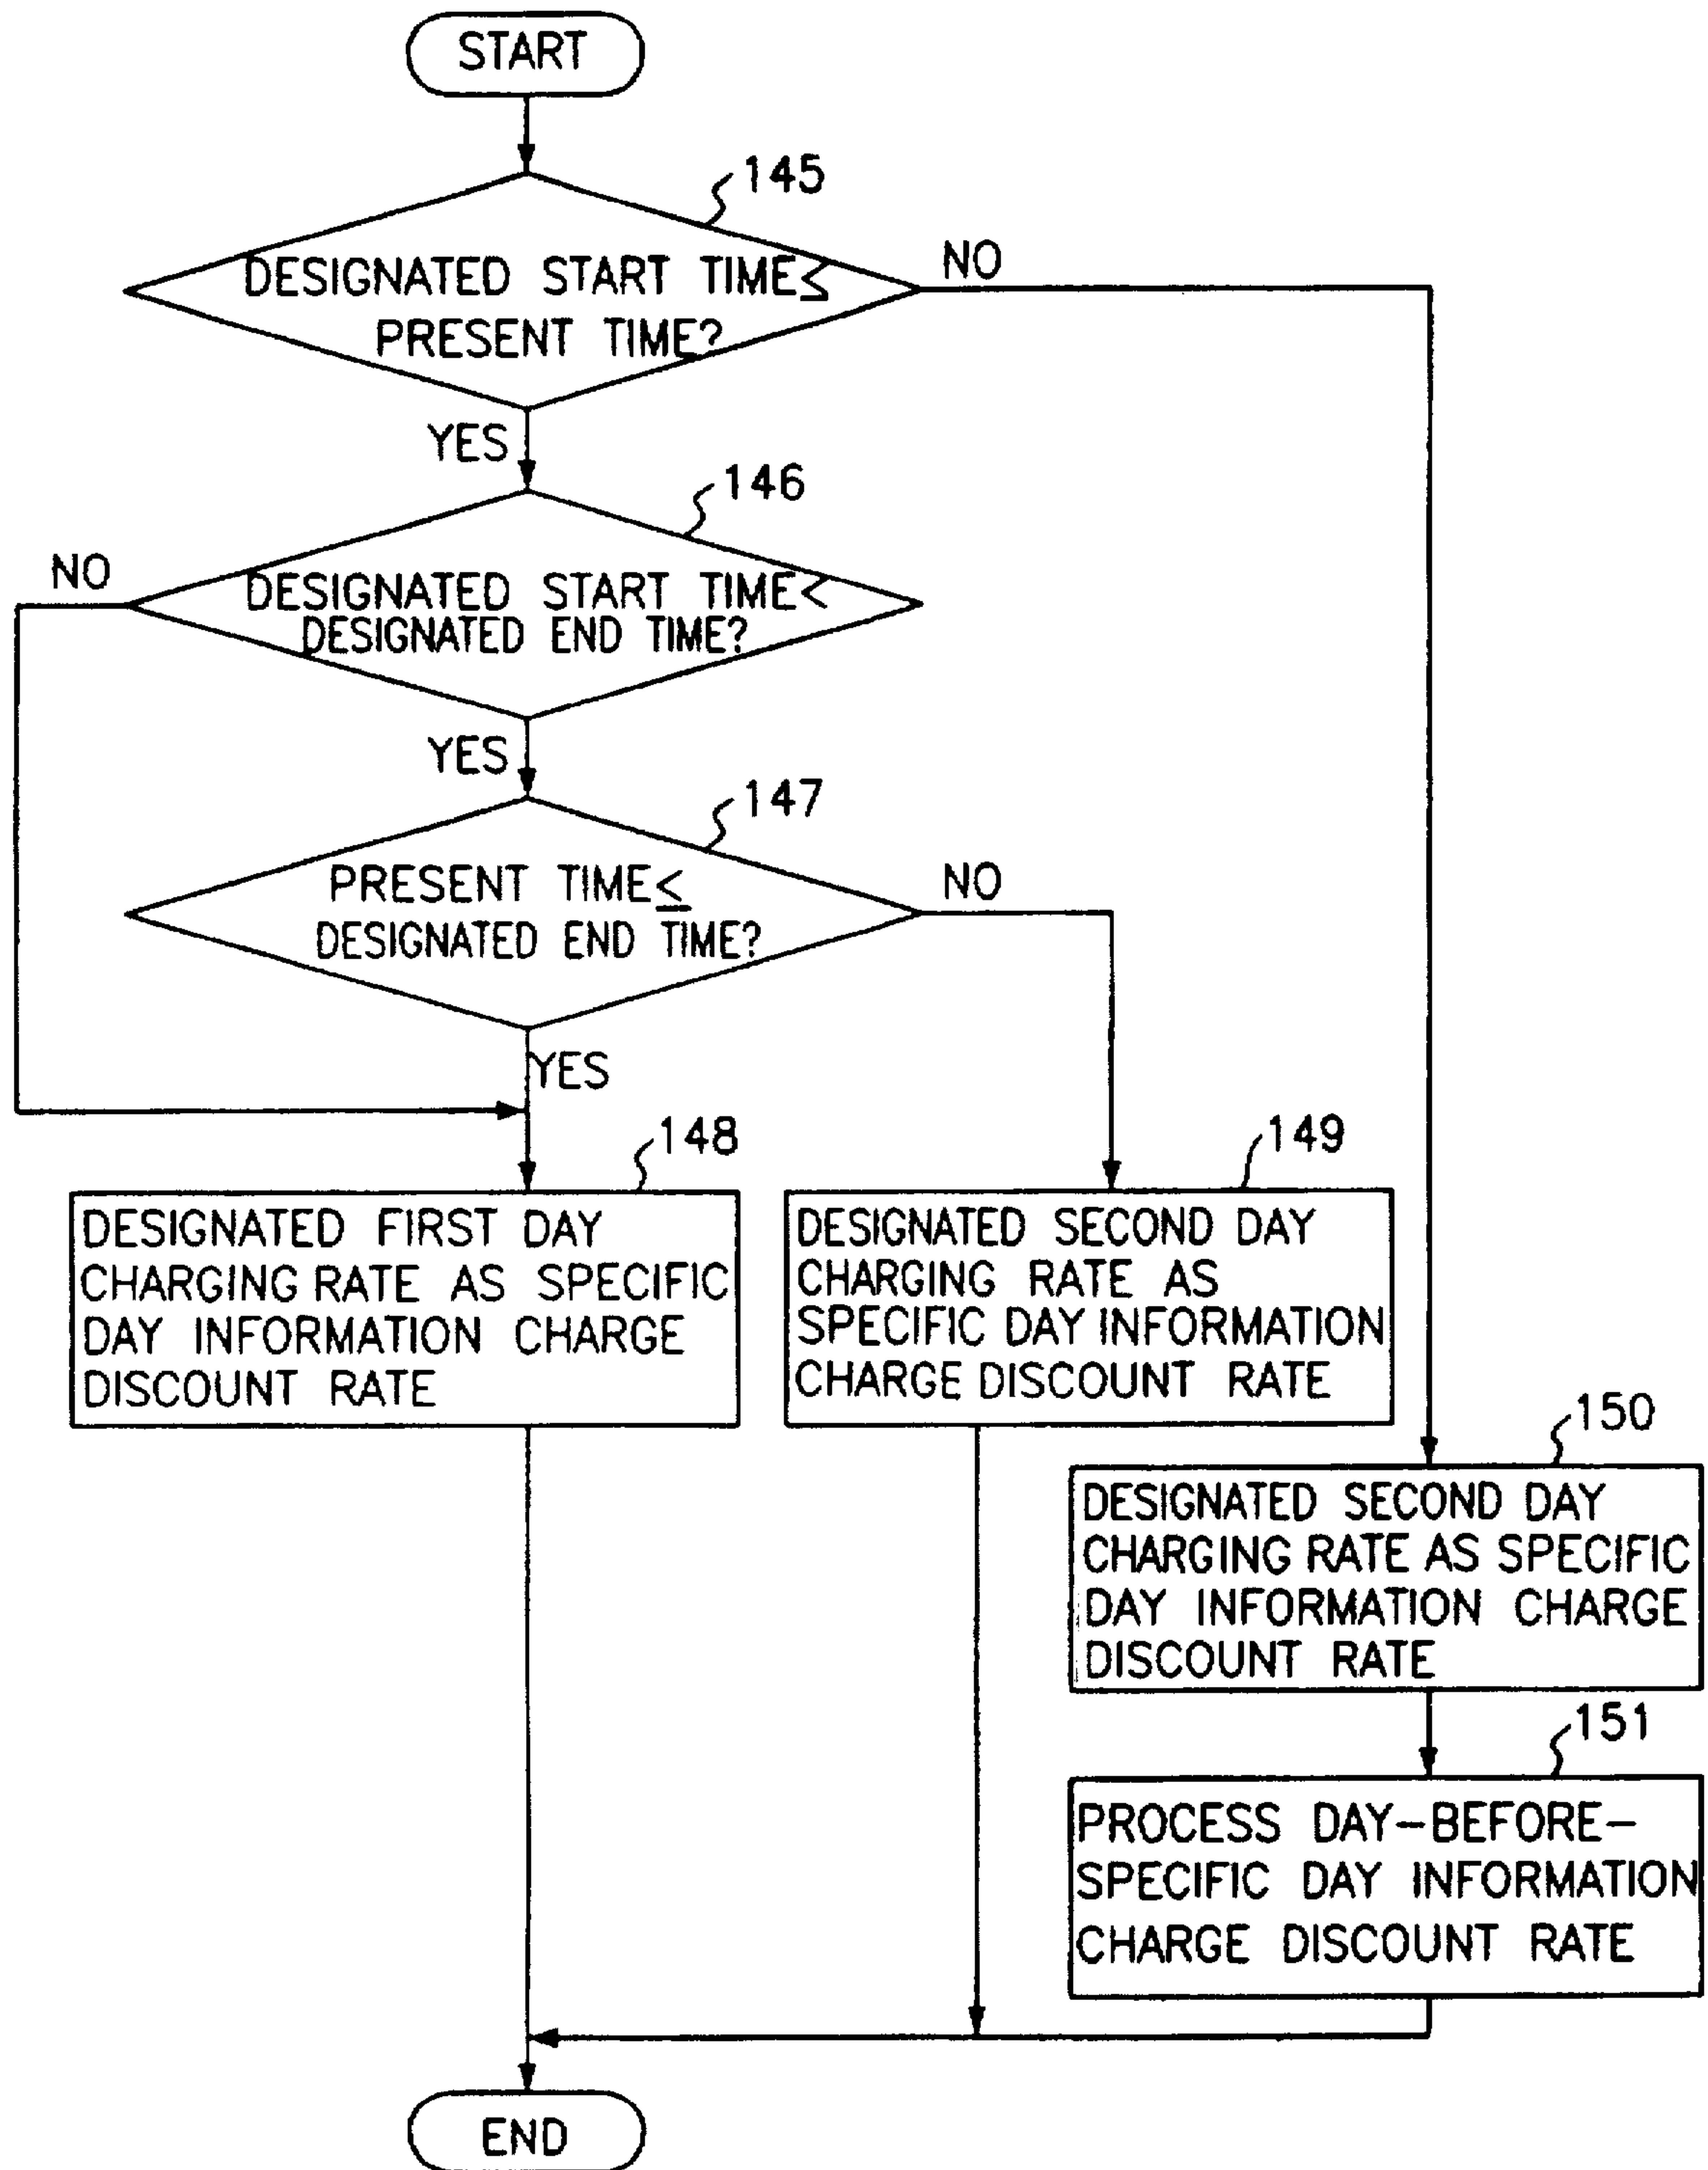 START
145
DESIGNATED START TIME≤
PRESENT TIME?
NO
YES
146
DESIGNATED START TIME<
DESIGNATED END TIME?
NO
YES
147
PRESENT TIME≤
DESIGNATED END TIME?
NO
YES
148
DESIGNATED FIRST DAY
CHARGING RATE AS SPECIFIC
DAY INFORMATION CHARGE
DISCOUNT RATE
149
DESIGNATED SECOND DAY
CHARGING RATE AS
SPECIFIC DAY INFORMATION
CHARGE DISCOUNT RATE
150
DESIGNATED SECOND DAY
CHARGING RATE AS SPECIFIC
DAY INFORMATION CHARGE
DISCOUNT RATE
151
PROCESS DAY-BEFORE-
SPECIFIC DAY INFORMATION
CHARGE DISCOUNT RATE
END